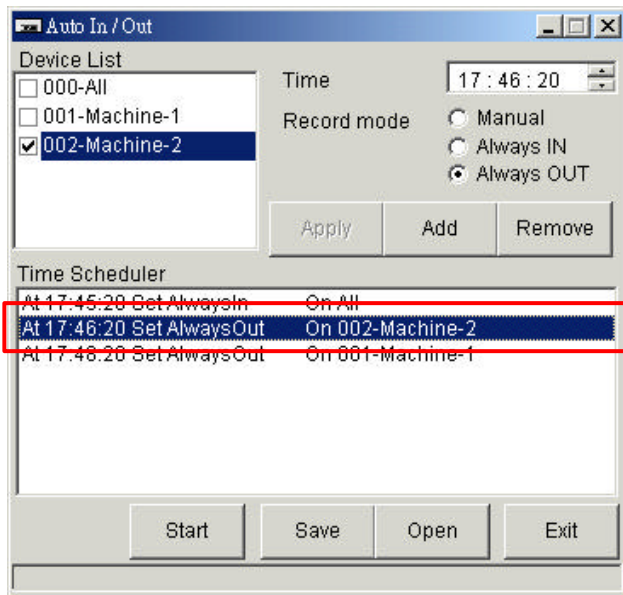 Auto In / Out
Device List
000-All
001-Machine-1
002-Machine-2
Time
17 : 46 : 20
Record mode
Manual
Always IN
Always OUT
Apply
Add
Remove
Time Scheduler
At 17:45:20 Set AlwaysIn On All
At 17:46:20 Set AlwaysOut On 002-Machine-2
At 17:48:20 Set AlwaysOut On 001-Machine-1
Start
Save
Open
Exit